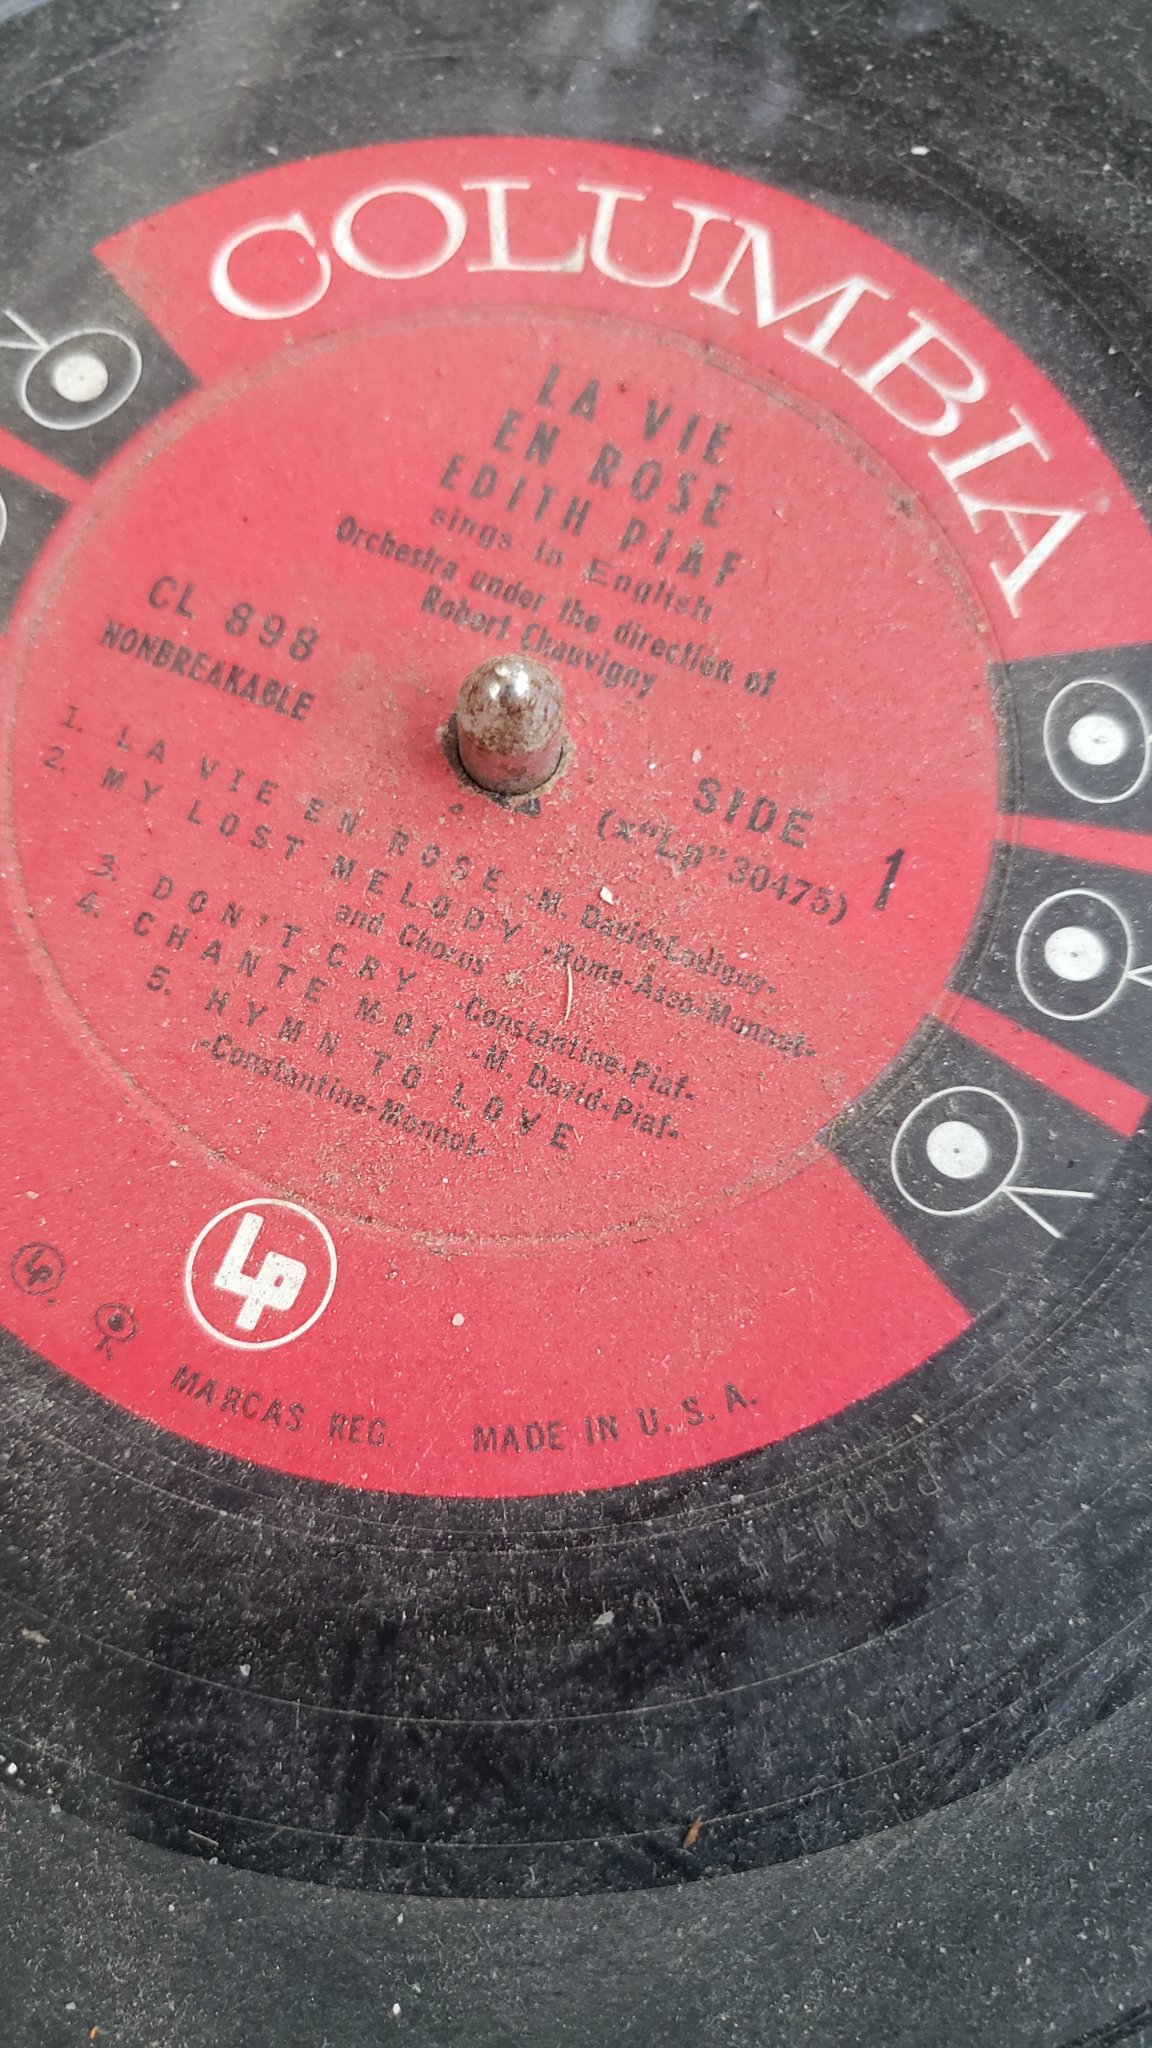 COLUMBIA
LA VIE
EN ROSE
EDITH PIAF
sings in English
Orchestra under the direction of
Robert Chauvigny
CL 898
NONBREAKABLE
SIDE 1
(x"Lp"30475)
1. LA VIE EN ROSE -M. David-Louiguy-
and Chorus
2. MY LOST MELODY -Rome-Asso-Monnot-
3. DON'T CRY -Constantine-Piaf-
4. CHANTE MOI -M. David-Piaf-
5. HYMN TO LOVE
-Constantine-Monnot-
LP
LP
MARCAS REG. MADE IN U.S.A.